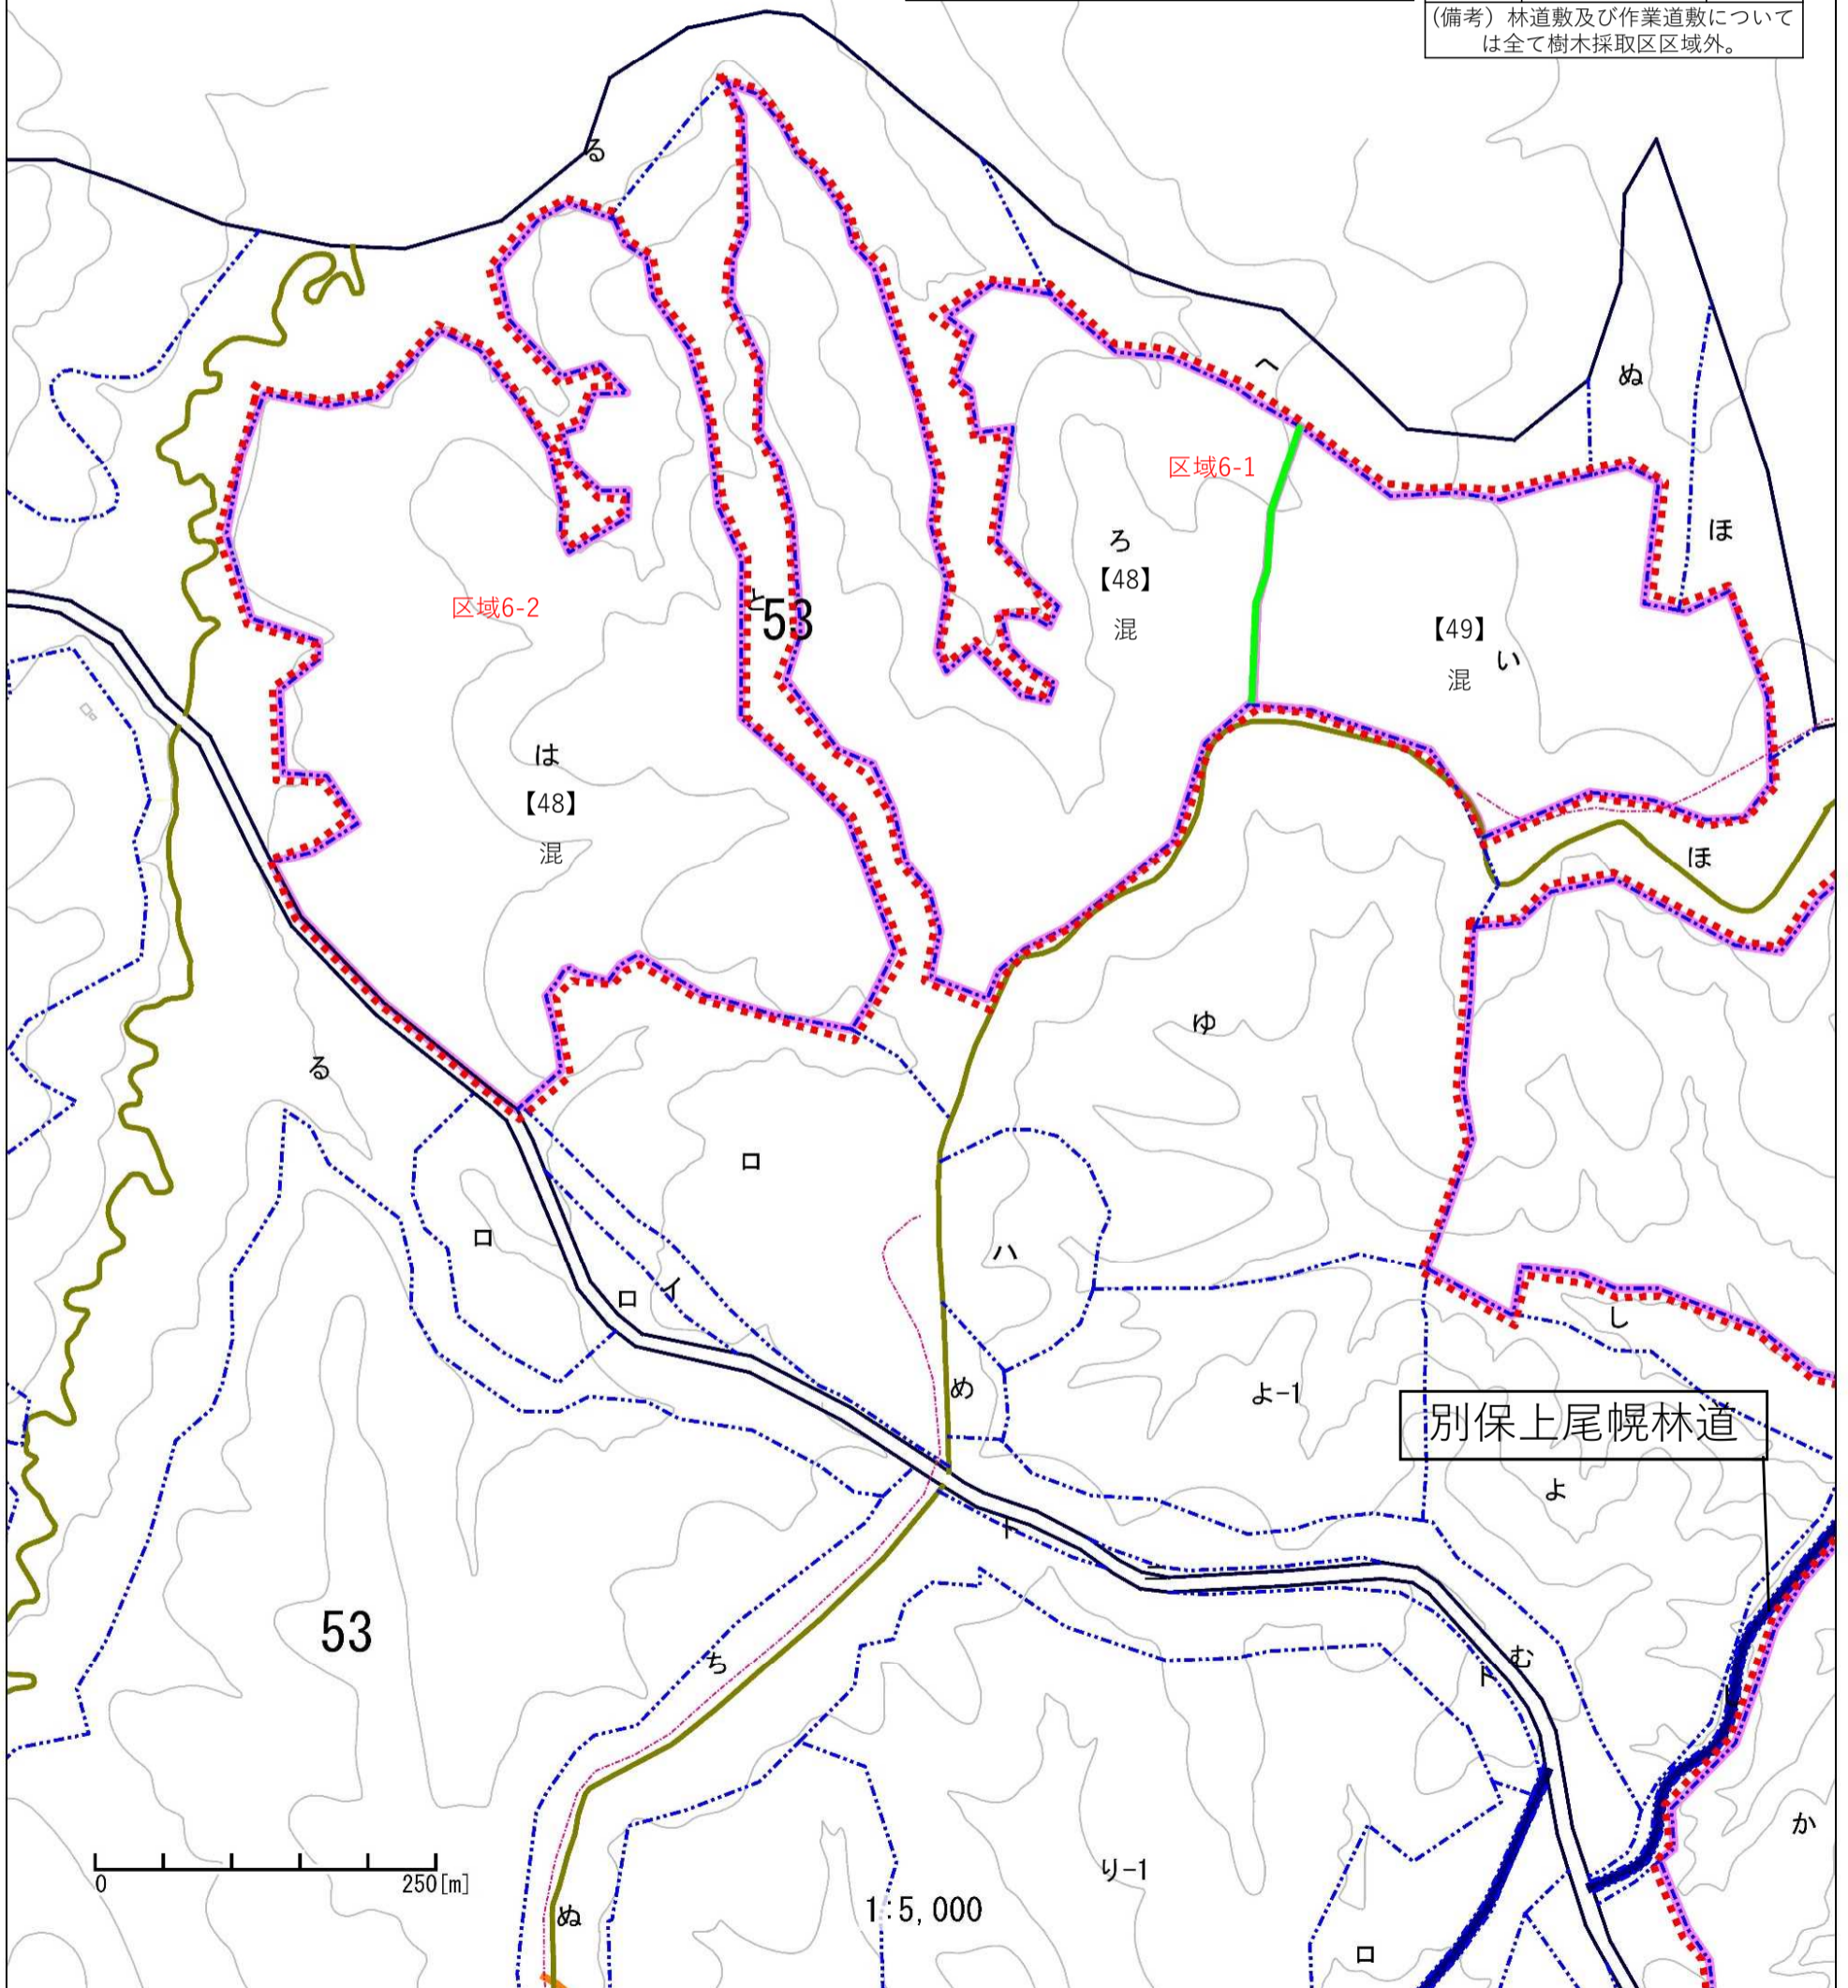 (備考) 林道敷及び作業道敷について
は全て樹木採取区区域外。
る
へ
ぬ
区域6-1
ほ
ろ
【48】
混
区域6-2
と
53
【49】
い
混
は
【48】
混
ほ
ゆ
る
ロ
ロ
ハ
ロ
イ
し
め
よ-1
別保上尾幌林道
よ
ト
ニ
53
ち
む
ト
か
り-1
0
250[m]
1:5,000
ぬ
ロ